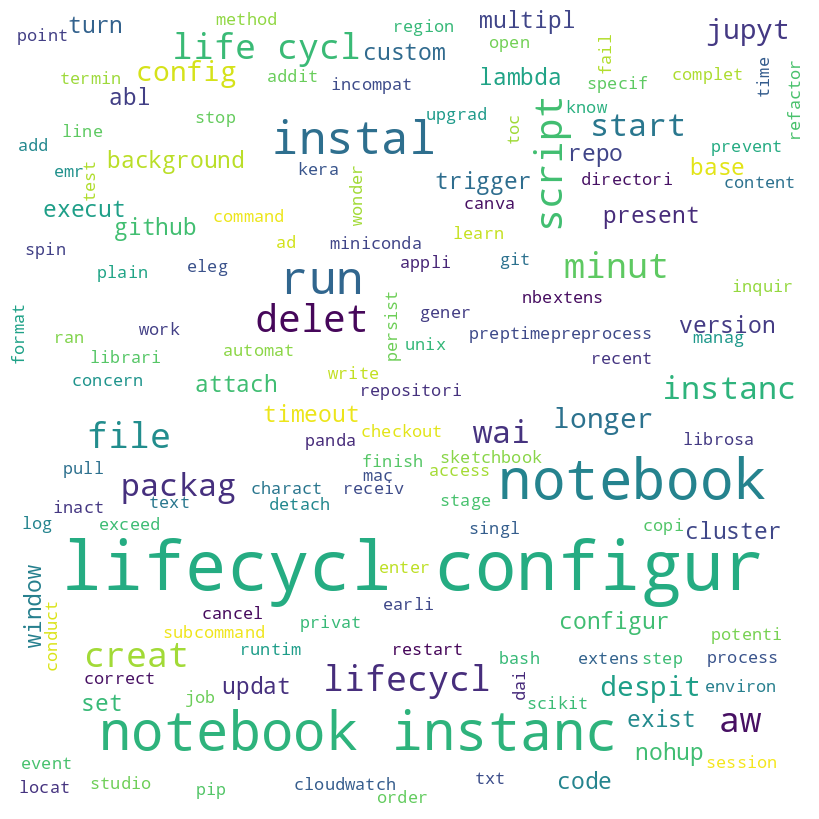 method
region
multipl
turn
point
life cycl
custom
open
fail
jupyt
config
termin
addit
incompat
lambda
specif
complet
time
refactor
abl
stop
upgrad
toc
know
script
start
line
add
instal
prevent
background
test
emr
kera
wonder
trigger
repo
directori
base
content
execut
github
command
canva
present
spin
ad
miniconda
learn
plain
eleg
run
appli
git
minut
inquir
format
delet
persist
gener
nbextens
ran
work
unix
preptimepreprocess
version
manag
librari
automat
recent
concern
attach
write
repositori
instanc
timeout
longer
file
panda
checkout
wai
librosa
pull
finish
sketchbook
access
notebook
packag
mac
inact
text
charact
detach
receiv
stage
log
exceed
singl
copi
cluster
lifecycl configur
enter
window
conduct
cancel
earli
subcommand
privat
configur
potenti
creat
runtim
restart
bash
extens
step
process
correct
lifecycl
dai
despit
environ
set
job
updat
scikit
notebook instanc
exist
aw
nohup
event
session
locat
studio
pip
cloudwatch
order
txt
code